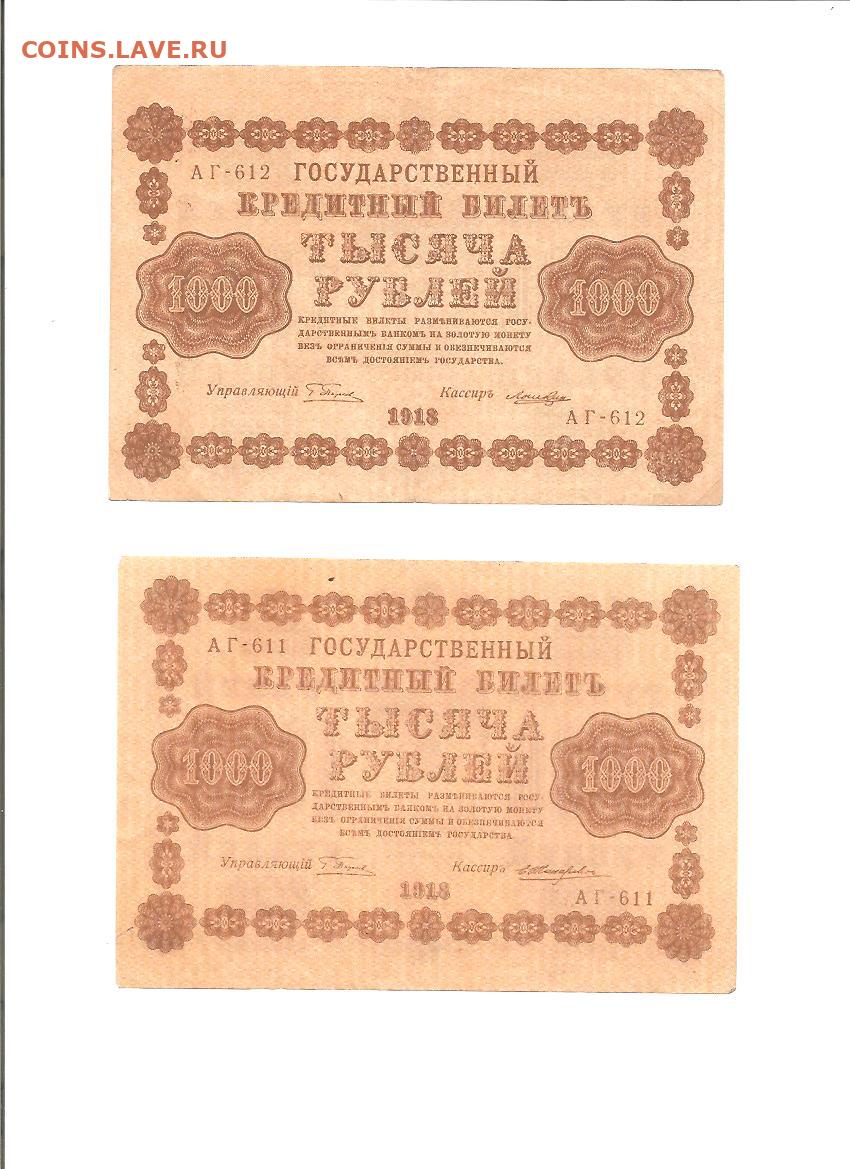 COINS.LAVE.RU
АГ-612 ГОСУДАРСТВЕННЫЙ
КРЕДИТНЫЙ БИЛЕТЪ
ТЫСЯЧА
РУБЛЕЙ
1000 1000
КРЕДИТНЫЕ БИЛЕТЫ РАЗМѢНИВАЮТСЯ ГОСУ-
ДАРСТВЕННЫМЪ БАНКОМЪ НА ЗОЛОТУЮ МОНЕТУ
БЕЗЪ ОГРАНИЧЕНІЯ СУММЫ И ОБЕЗПЕЧИВАЮТСЯ
ВСѢМЪ ДОСТОЯНІЕМЪ ГОСУДАРСТВА.
Управляющій Кассиръ
1918 АГ-612
АГ-611 ГОСУДАРСТВЕННЫЙ
КРЕДИТНЫЙ БИЛЕТЪ
ТЫСЯЧА
РУБЛЕЙ
1000 1000
КРЕДИТНЫЕ БИЛЕТЫ РАЗМѢНИВАЮТСЯ ГОСУ-
ДАРСТВЕННЫМЪ БАНКОМЪ НА ЗОЛОТУЮ МОНЕТУ
БЕЗЪ ОГРАНИЧЕНІЯ СУММЫ И ОБЕЗПЕЧИВАЮТСЯ
ВСѢМЪ ДОСТОЯНІЕМЪ ГОСУДАРСТВА.
Управляющій Кассиръ
1918 АГ-611